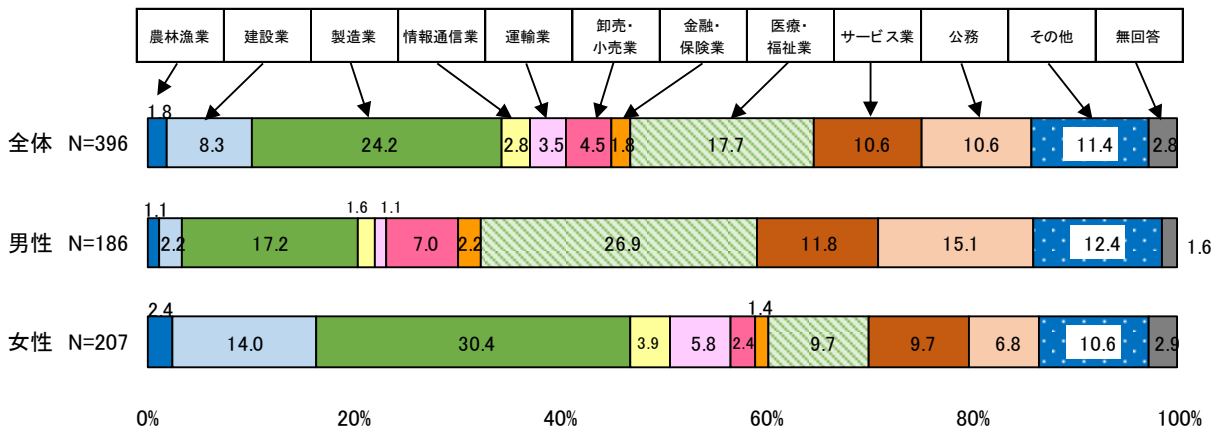 農林漁業 建設業 製造業 情報通信業 運輸業 卸売・小売業 金融・保険業 医療・福祉業 サービス業 公務 その他 無回答
全体 N=396 1.8 8.3 24.2 2.8 3.5 4.5 1.8 17.7 10.6 10.6 11.4 2.8
男性 N=186 1.1 2.2 17.2 1.6 1.1 7.0 2.2 26.9 11.8 15.1 12.4 1.6
女性 N=207 2.4 14.0 30.4 3.9 5.8 2.4 1.4 9.7 9.7 6.8 10.6 2.9
0% 20% 40% 60% 80% 100%